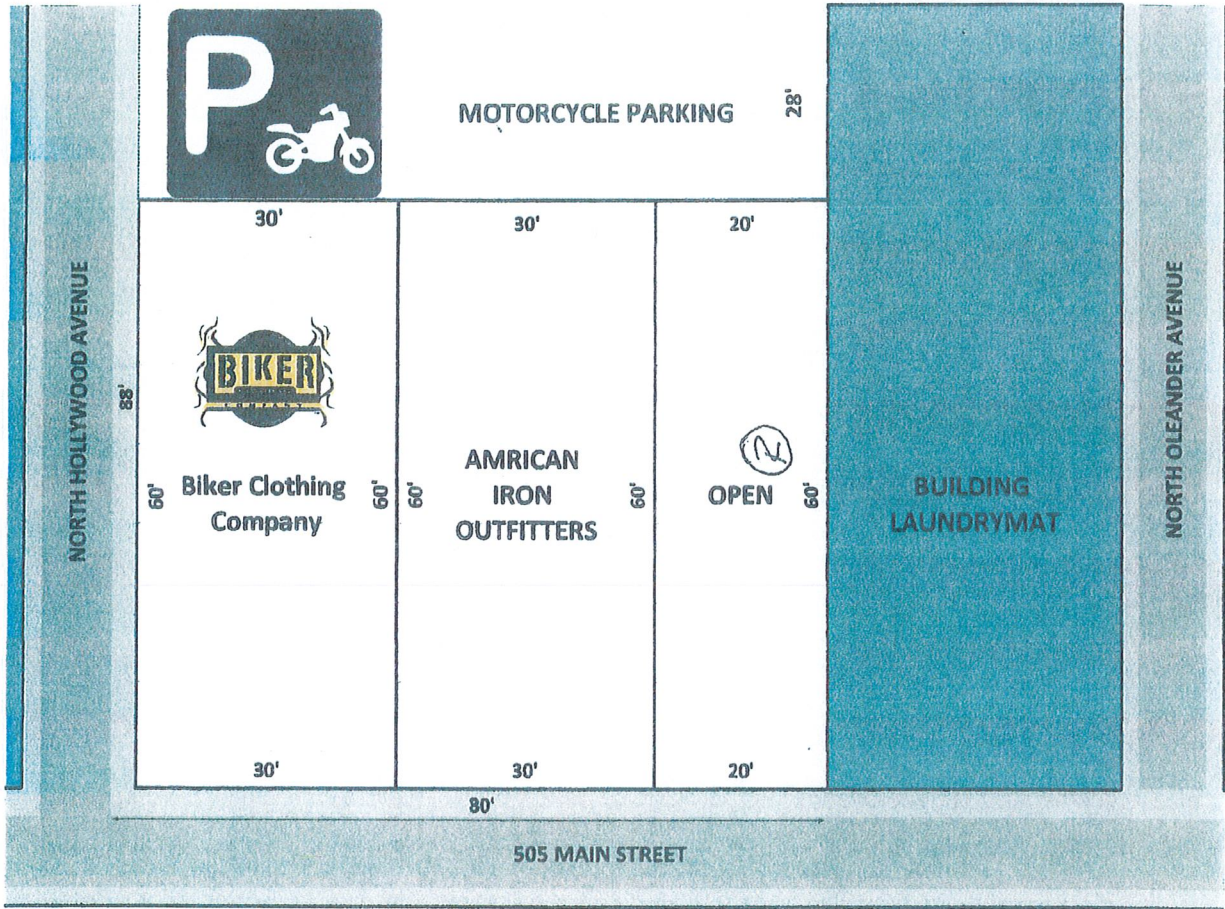 P
MOTORCYCLE PARKING
28'
30'
30'
20'
NORTH HOLLYWOOD AVENUE
88'
BIKER
COMPANY
60'
Biker Clothing
Company
60'
60'
AMRICAN
IRON
OUTFITTERS
60'
OPEN
2
60'
BUILDING
LAUNDRYMAT
NORTH OLEANDER AVENUE
30'
30'
20'
80'
505 MAIN STREET